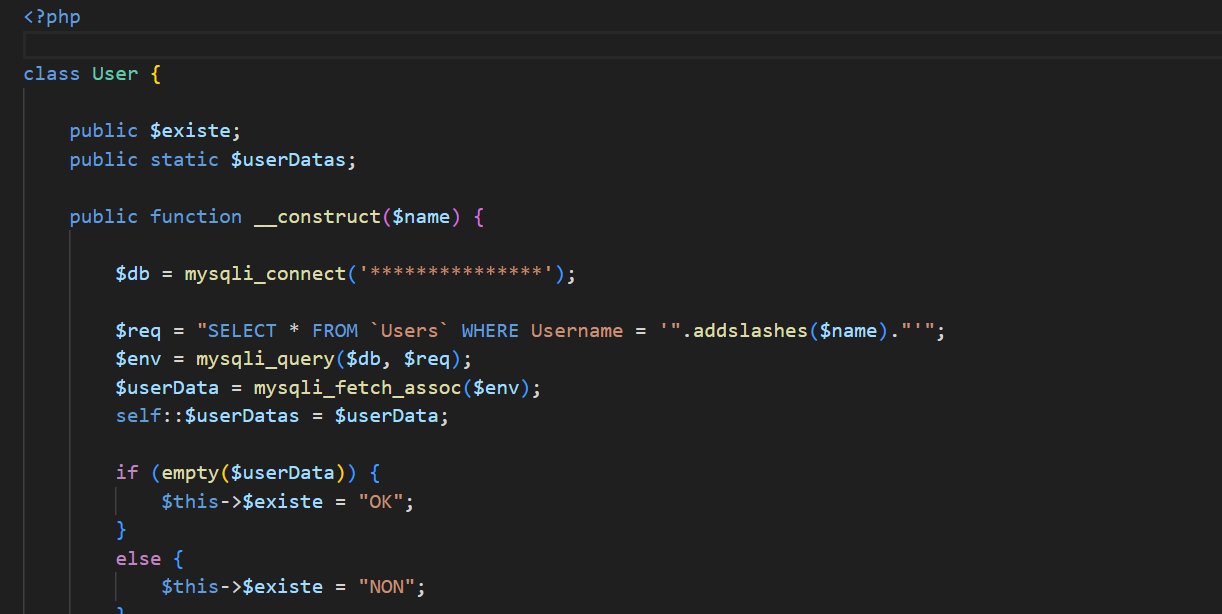 <?php
class User {
public $existe;
public static $userDatas;
public function __construct($name) {
$db = mysqli_connect('***************');
$req = "SELECT * FROM `Users` WHERE Username = '".addslashes($name)."'";
$env = mysqli_query($db, $req);
$userData = mysqli_fetch_assoc($env);
self::$userDatas = $userData;
if (empty($userData)) {
$this->$existe = "OK";
}
else {
$this->$existe = "NON";
}